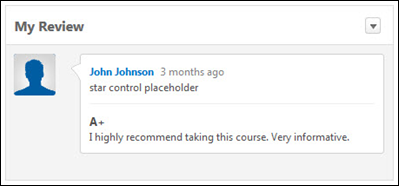 My Review
John Johnson 3 months ago
star control placeholder
A+
I highly recommend taking this course. Very informative.